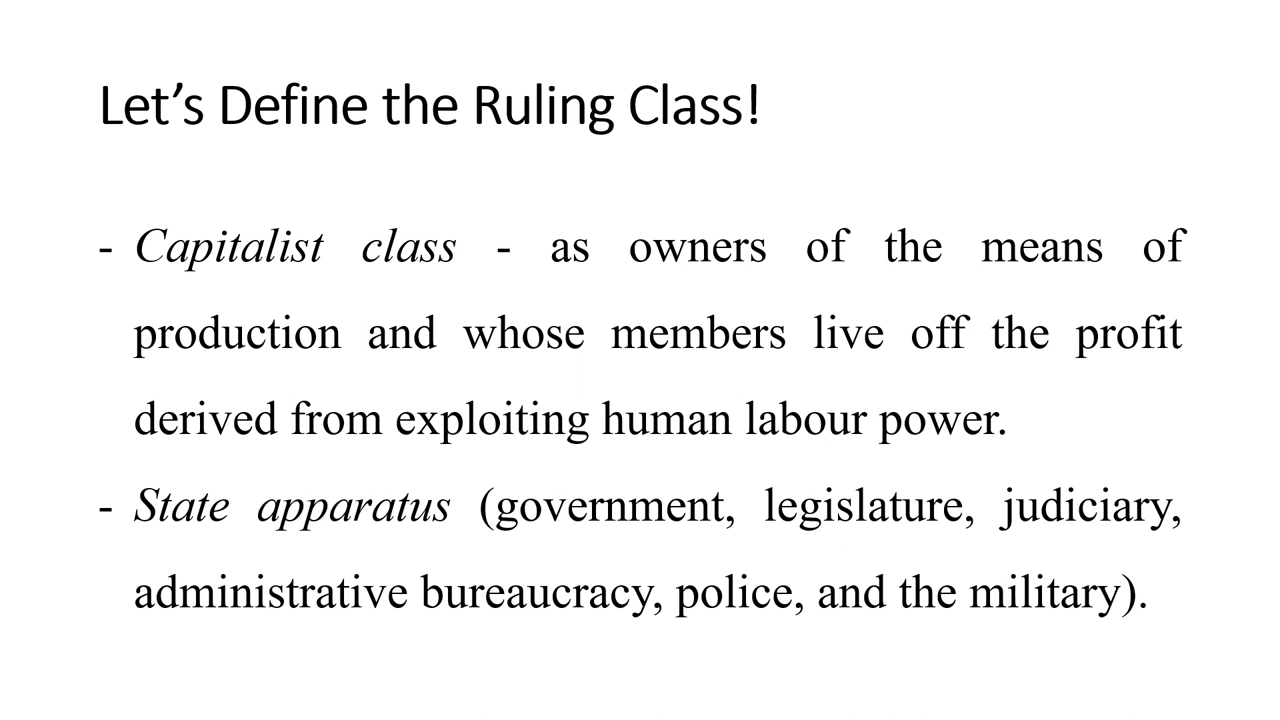 Let’s Define the Ruling Class!
- Capitalist class - as owners of the means of
production and whose members live off the profit
derived from exploiting human labour power.
- State apparatus (government, legislature, judiciary,
administrative bureaucracy, police, and the military).